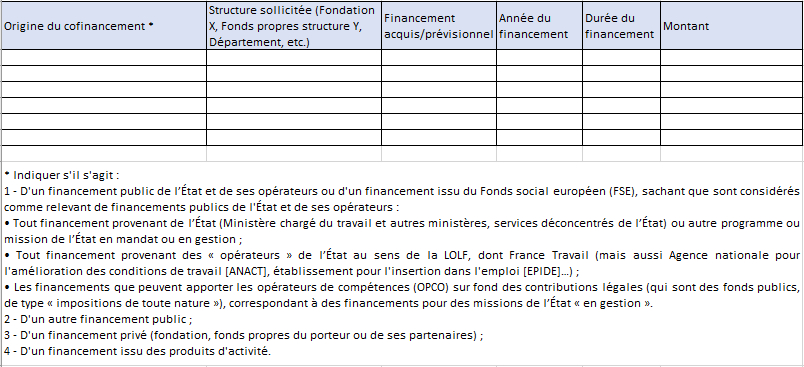 Origine du cofinancement *
Structure sollicitée (Fondation
X, Fonds propres structure Y,
Département, etc.)
Financement
acquis/prévisionnel
Année du
financement
Durée du
financement
Montant
* Indiquer s'il s'agit :
1 - D'un financement public de l’État et de ses opérateurs ou d'un financement issu du Fonds social européen (FSE), sachant que sont considérés
comme relevant de financements publics de l'État et de ses opérateurs :
• Tout financement provenant de l’État (Ministère chargé du travail et autres ministères, services déconcentrés de l’État) ou autre programme ou
mission de l’État en mandat ou en gestion ;
• Tout financement provenant des « opérateurs » de l’État au sens de la LOLF, dont France Travail (mais aussi Agence nationale pour
l'amélioration des conditions de travail [ANACT], établissement pour l'insertion dans l'emploi [EPIDE]…) ;
• Les financements que peuvent apporter les opérateurs de compétences (OPCO) sur fond des contributions légales (qui sont des fonds publics,
de type « impositions de toute nature »), correspondant à des financements pour des missions de l’État « en gestion ».
2 - D'un autre financement public ;
3 - D'un financement privé (fondation, fonds propres du porteur ou de ses partenaires) ;
4 - D'un financement issu des produits d'activité.